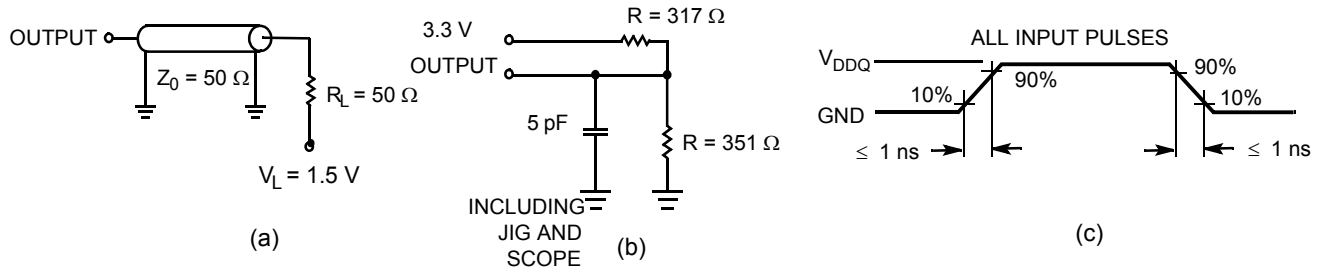 OUTPUT
Z0 = 50 Ω
RL = 50 Ω
VL = 1.5 V
(a)
R = 317 Ω
3.3 V
OUTPUT
5 pF
R = 351 Ω
INCLUDING
JIG AND
SCOPE
(b)
ALL INPUT PULSES
VDDQ
GND
10%
90%
90%
10%
≤ 1 ns
≤ 1 ns
(c)